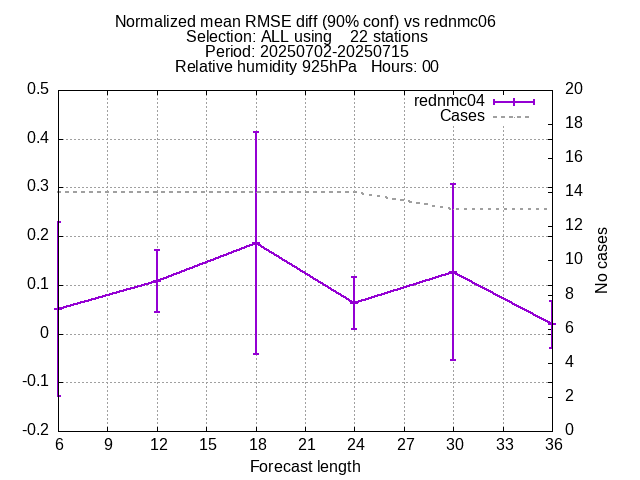 Normalized mean RMSE diff (90% conf) vs rednmc06
Selection: ALL using    22 stations
Period: 20250702-20250715
Relative humidity 925hPa   Hours: 00
rednmc04
Cases
0.5
0.4
0.3
0.2
0.1
0
-0.1
-0.2
20
18
16
14
12
10
8
6
4
2
0
No cases
6 9 12 15 18 21 24 27 30 33 36
Forecast length